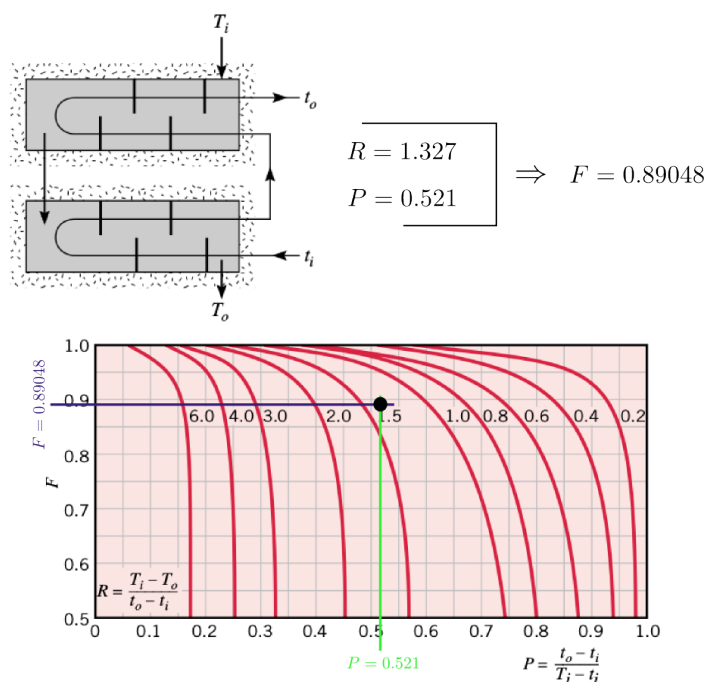 T_i
t_o
t_i
T_o
R = 1.327
P = 0.521
⇒ F = 0.89048
F = 0.89048
F
1.0
0.9
0.8
0.7
0.6
0.5
6.0 4.0 3.0 2.0 1.5 1.0 0.8 0.6 0.4 0.2
R = (T_i − T_o)/(t_o − t_i)
0 0.1 0.2 0.3 0.4 0.5 0.6 0.7 0.8 0.9 1.0
P = 0.521
P = (t_o − t_i)/(T_i − t_i)